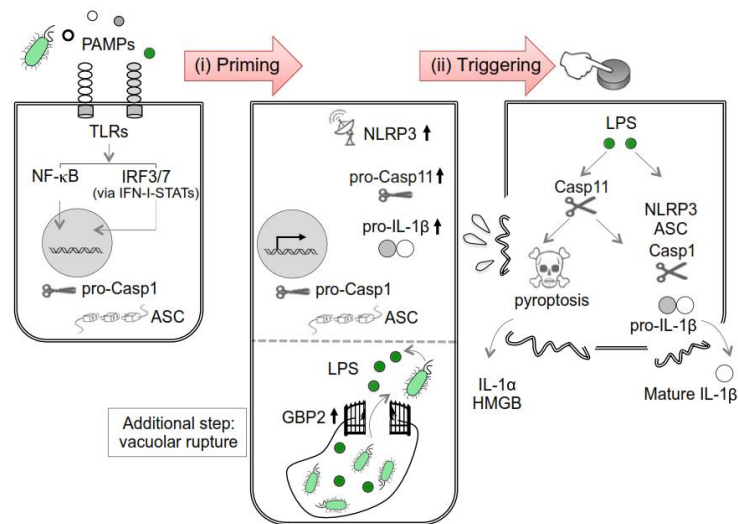 PAMPs
(i) Priming
(ii) Triggering
TLRs
NF-κB
IRF3/7
(via IFN-I-STATs)
pro-Casp1
ASC
NLRP3
pro-Casp11
pro-IL-1β
pro-Casp1
ASC
LPS
GBP2
Additional step:
vacuolar rupture
LPS
Casp11
NLRP3
ASC
Casp1
pyroptosis
pro-IL-1β
IL-1α
HMGB
Mature IL-1β